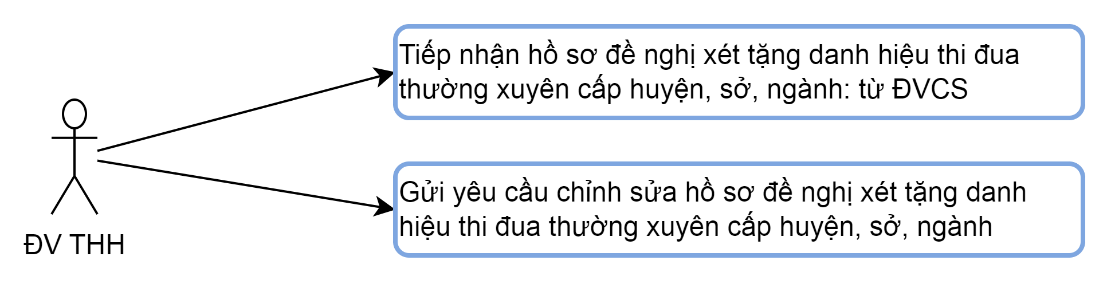 Tiếp nhận hồ sơ đề nghị xét tặng danh hiệu thi đua
thường xuyên cấp huyện, sở, ngành: từ ĐVCS
Gửi yêu cầu chỉnh sửa hồ sơ đề nghị xét tặng danh
hiệu thi đua thường xuyên cấp huyện, sở, ngành
ĐV THH